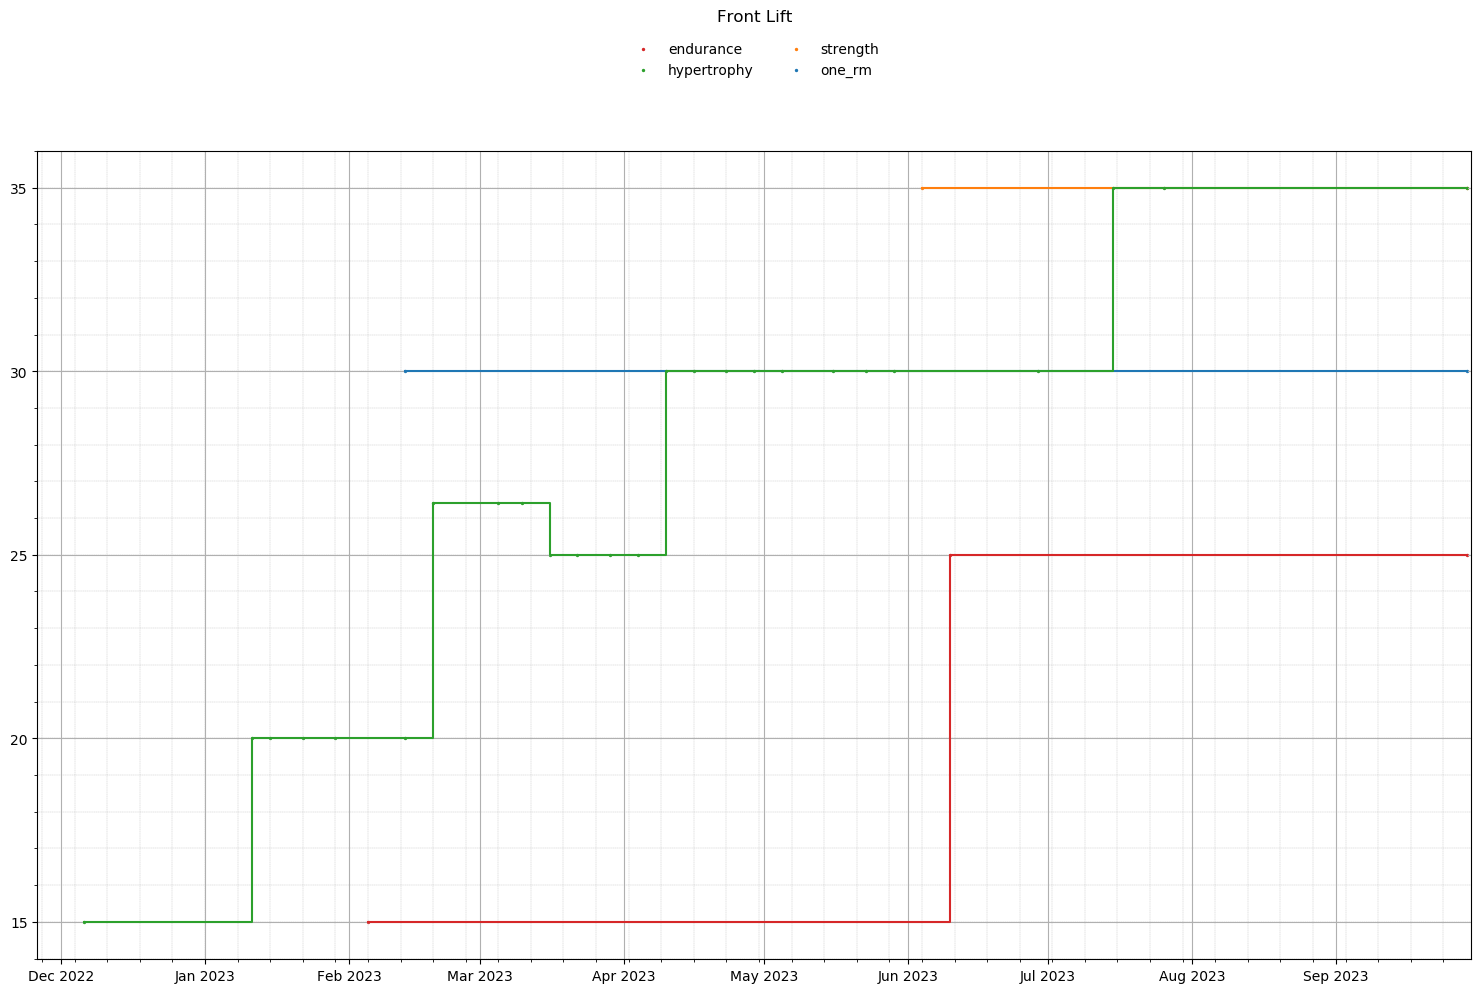 Front Lift
endurance strength
hypertrophy one_rm
35
30
25
20
15
Dec 2022 Jan 2023 Feb 2023 Mar 2023 Apr 2023 May 2023 Jun 2023 Jul 2023 Aug 2023 Sep 2023